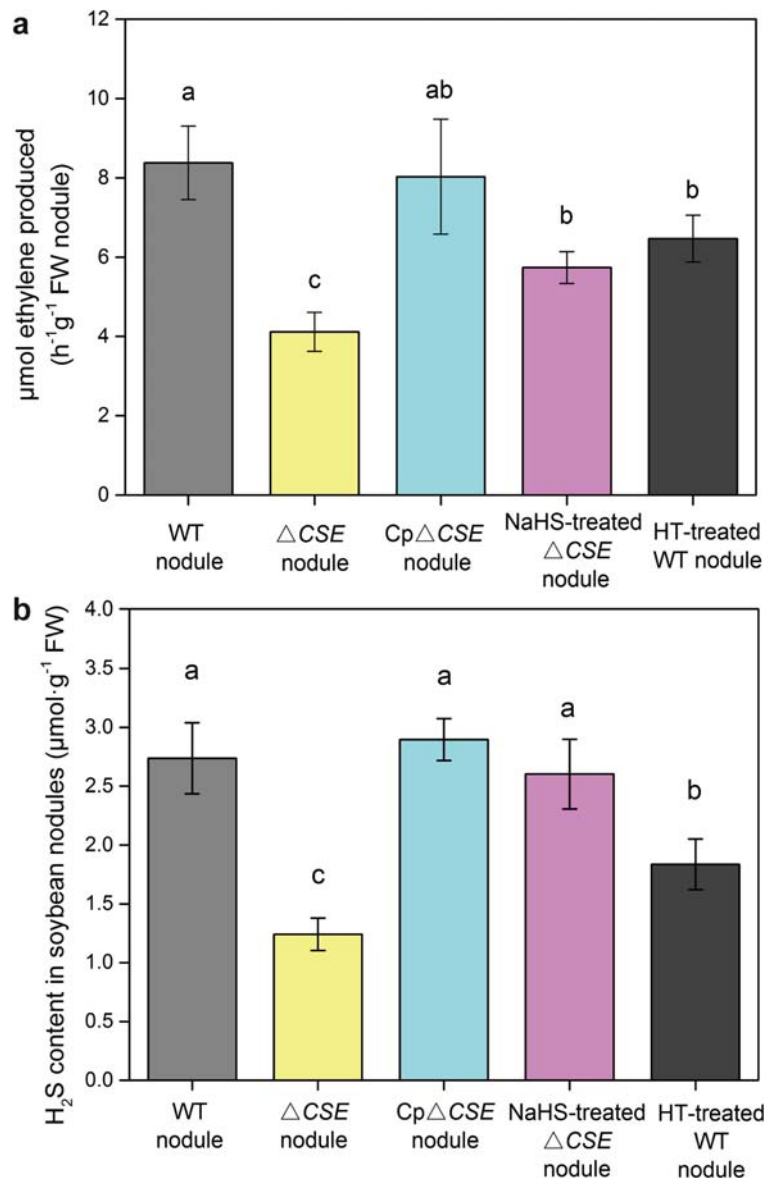 a
μmol ethylene produced
(h⁻¹g⁻¹ FW nodule)
12
10
8
6
4
2
0
a
c
ab
b
b
WT
nodule
△CSE
nodule
Cp△CSE
nodule
NaHS-treated
△CSE
nodule
HT-treated
WT nodule
b
H₂S content in soybean nodules (μmol·g⁻¹ FW)
4.0
3.5
3.0
2.5
2.0
1.5
1.0
0.5
0.0
a
c
a
a
b
WT
nodule
△CSE
nodule
Cp△CSE
nodule
NaHS-treated
△CSE
nodule
HT-treated
WT
nodule